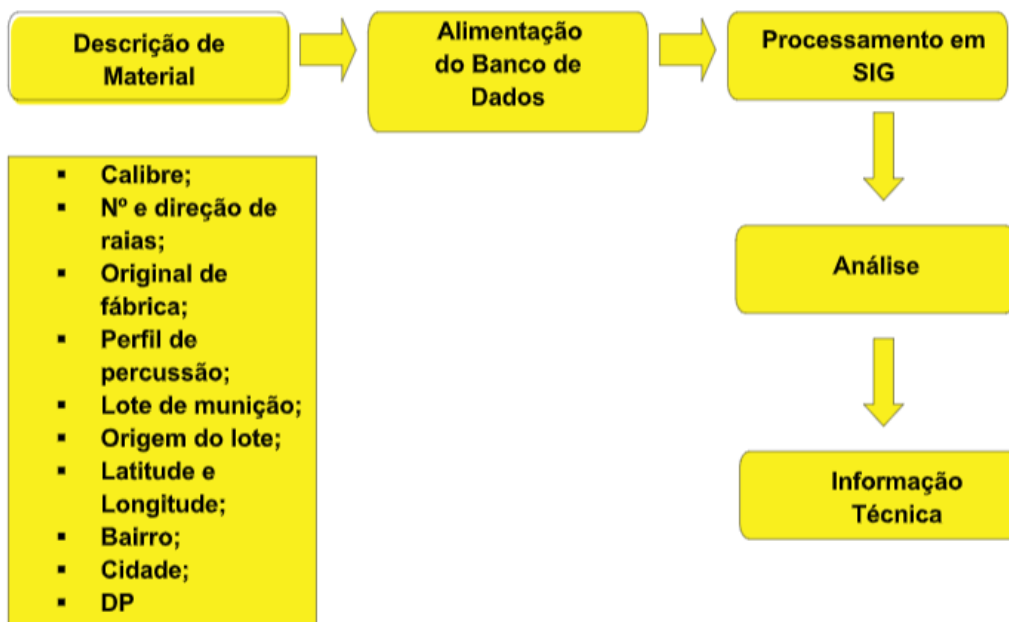 Descrição de
Material
Alimentação
do Banco de
Dados
Processamento em
SIG
▪ Calibre;
▪ Nº e direção de
raias;
▪ Original de
fábrica;
▪ Perfil de
percussão;
▪ Lote de munição;
▪ Origem do lote;
▪ Latitude e
Longitude;
▪ Bairro;
▪ Cidade;
▪ DP
Análise
Informação
Técnica